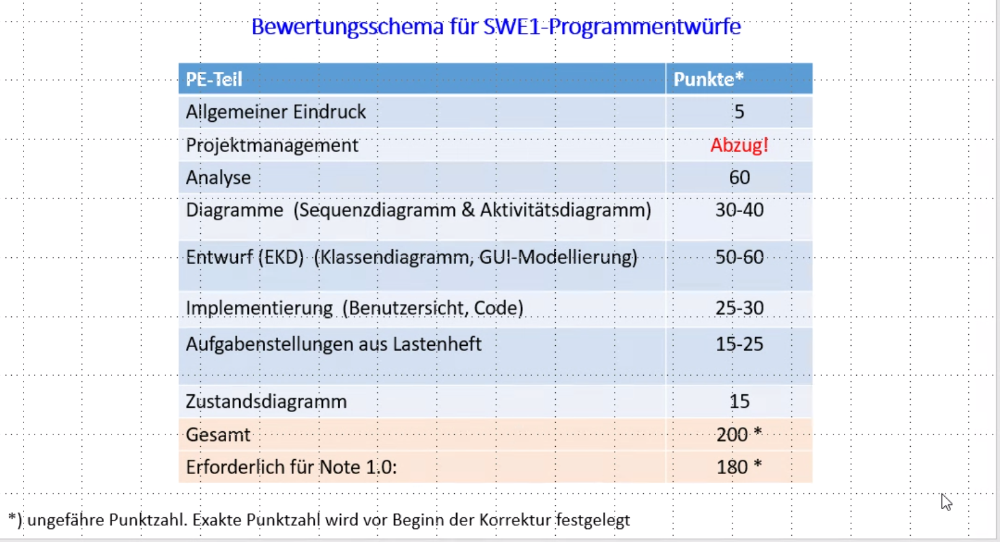 Bewertungsschema für SWE1-Programmentwürfe
PE-Teil Punkte*
Allgemeiner Eindruck 5
Projektmanagement Abzug!
Analyse 60
Diagramme (Sequenzdiagramm & Aktivitätsdiagramm) 30-40
Entwurf (EKD) (Klassendiagramm, GUI-Modellierung) 50-60
Implementierung (Benutzersicht, Code) 25-30
Aufgabenstellungen aus Lastenheft 15-25
Zustandsdiagramm 15
Gesamt 200 *
Erforderlich für Note 1.0: 180 *
*) ungefähre Punktzahl. Exakte Punktzahl wird vor Beginn der Korrektur festgelegt